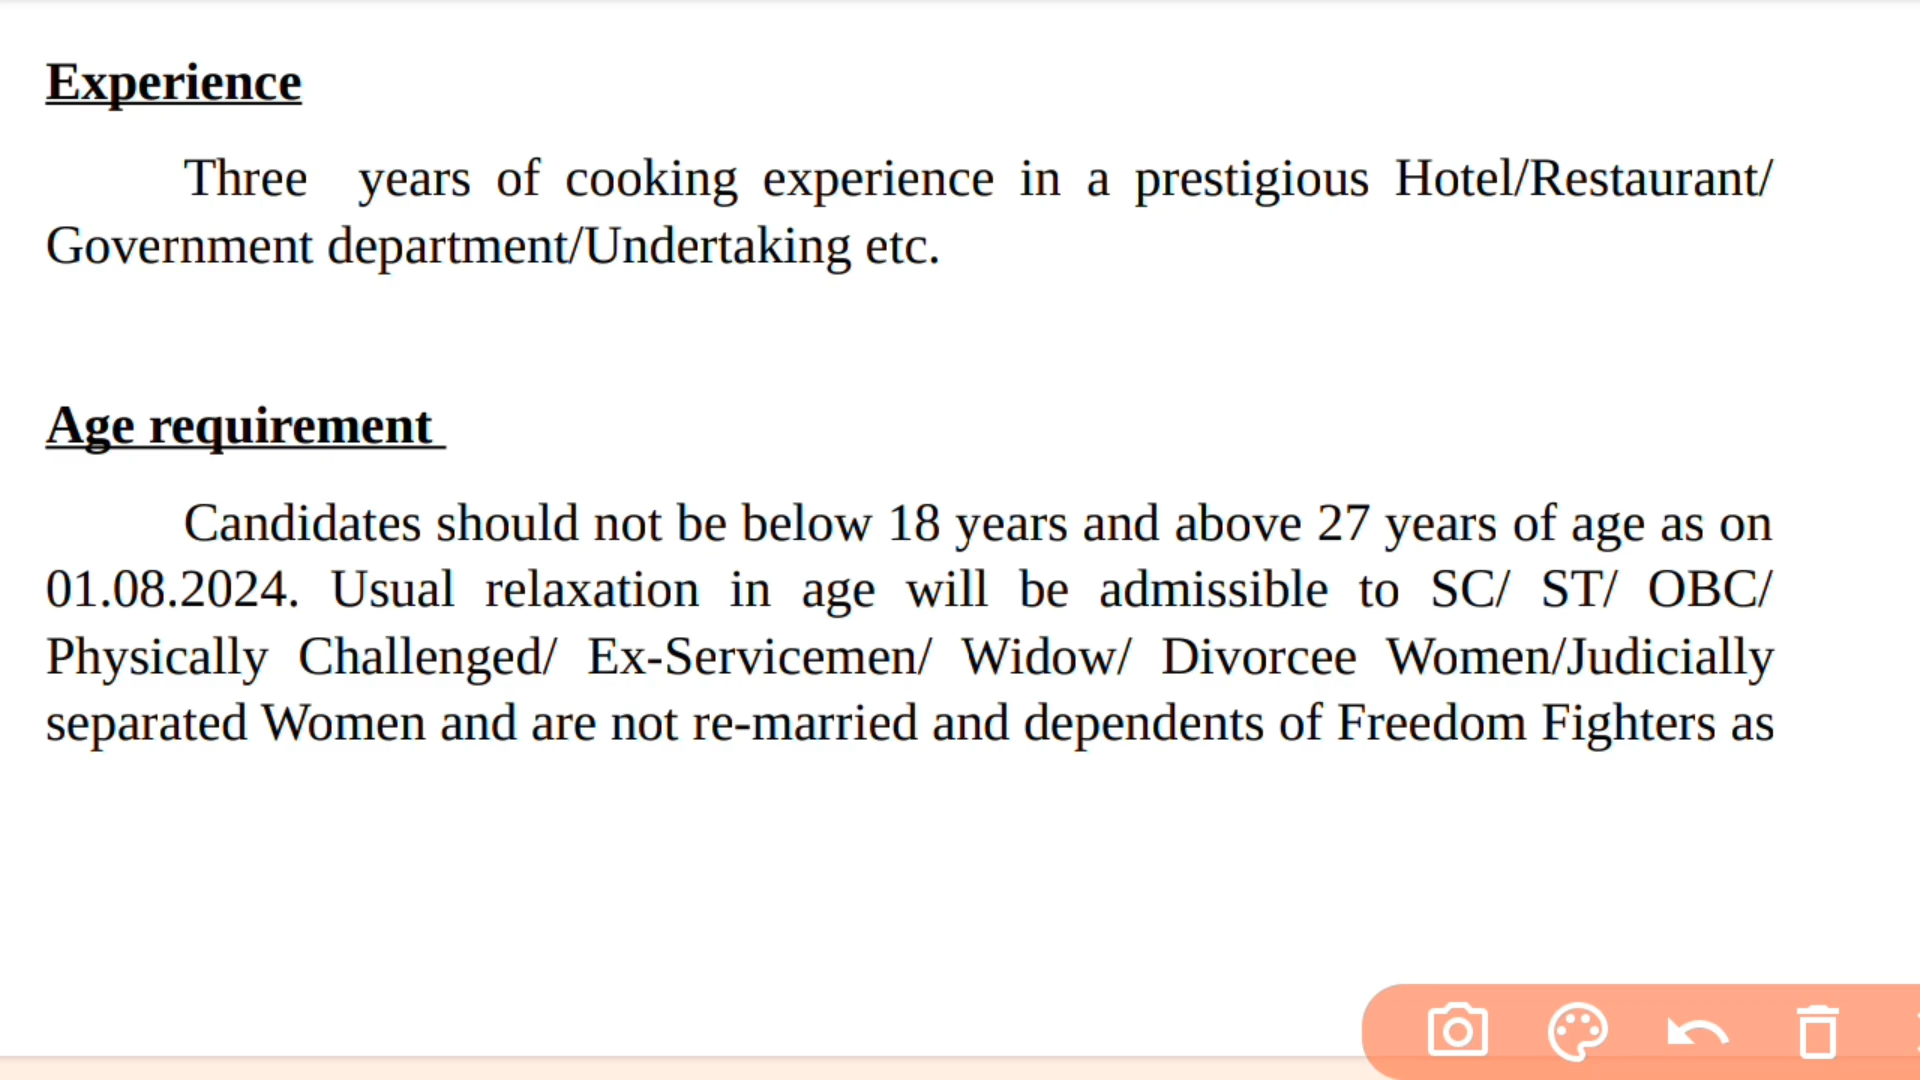 Experience
Three years of cooking experience in a prestigious Hotel/Restaurant/
Government department/Undertaking etc.
Age requirement
Candidates should not be below 18 years and above 27 years of age as on
01.08.2024. Usual relaxation in age will be admissible to SC/ ST/ OBC/
Physically Challenged/ Ex-Servicemen/ Widow/ Divorcee Women/Judicially
separated Women and are not re-married and dependents of Freedom Fighters as